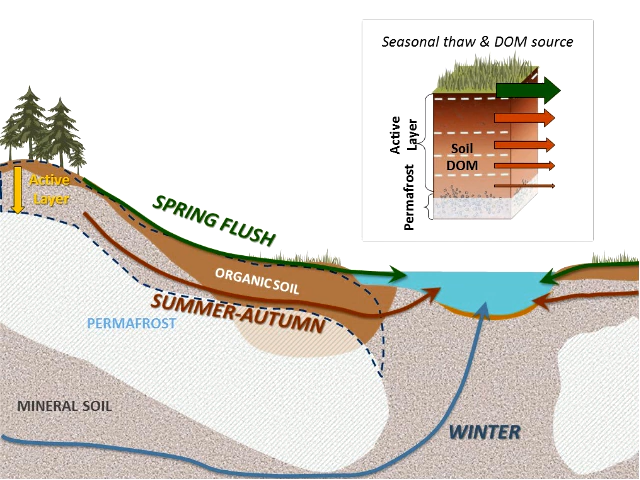 Seasonal thaw & DOM source
Active
Layer
Soil
DOM
Permafrost
Active
Layer
SPRING FLUSH
ORGANIC SOIL
SUMMER-AUTUMN
PERMAFROST
MINERAL SOIL
WINTER